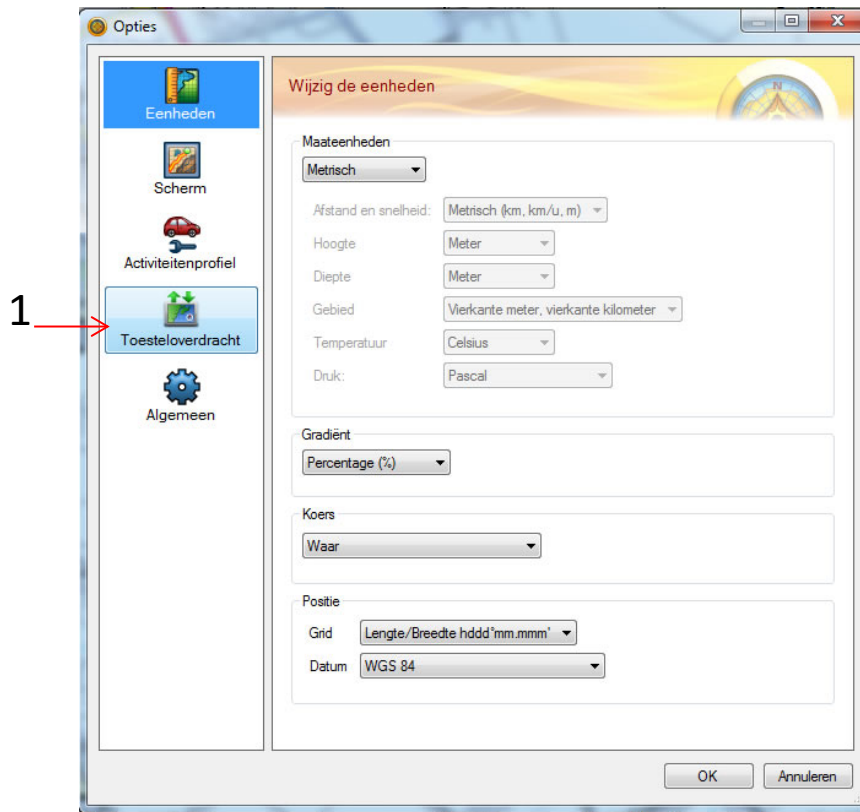 Opties
Eenheden
Scherm
Activiteitenprofiel
1
Toesteloverdracht
Algemeen
Wijzig de eenheden
N
Maateenheden
Metrisch
Afstand en snelheid: Metrisch (km, km/u, m)
Hoogte Meter
Diepte Meter
Gebied Vierkante meter, vierkante kilometer
Temperatuur Celsius
Druk: Pascal
Gradiënt
Percentage (%)
Koers
Waar
Positie
Grid Lengte/Breedte hddd°mm.mmm'
Datum WGS 84
OK Annuleren